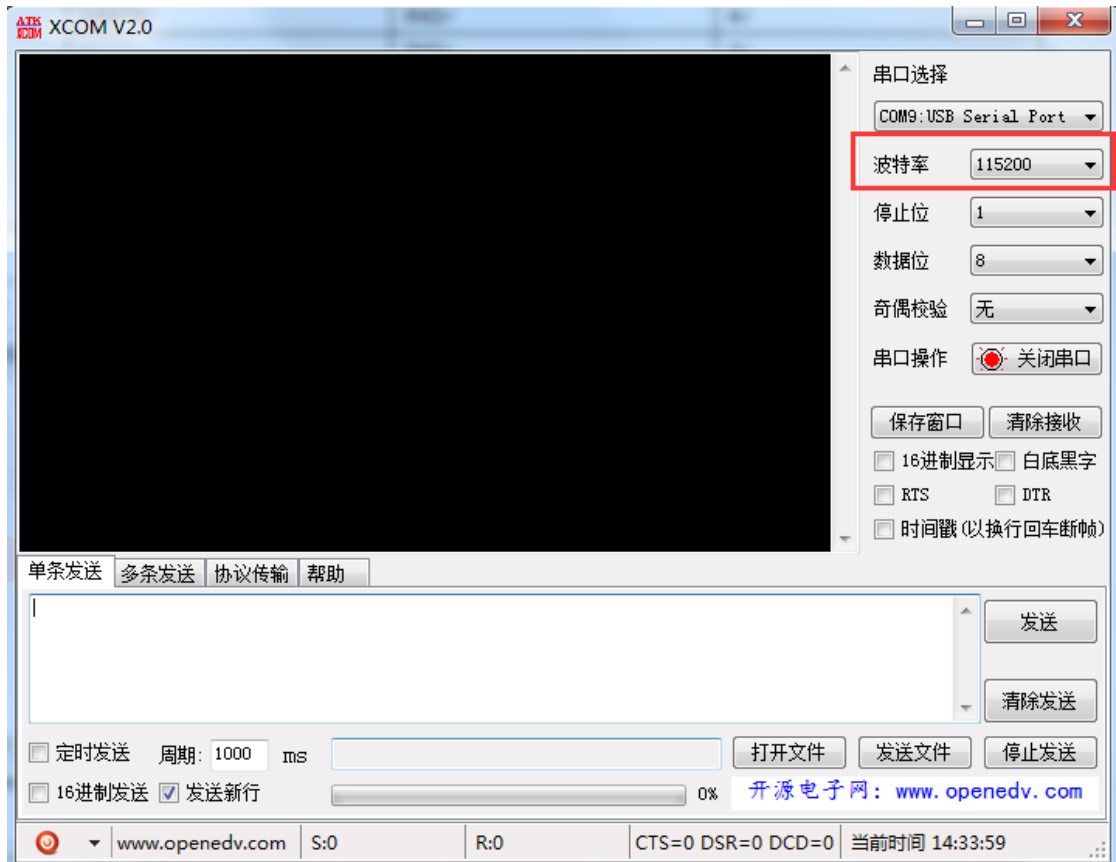 ATK
XCOM
XCOM V2.0
串口选择
COM9:USB Serial Port
波特率 115200
停止位 1
数据位 8
奇偶校验 无
串口操作 关闭串口
保存窗口 清除接收
16进制显示 白底黑字
RTS DTR
时间戳(以换行回车断帧)
单条发送 多条发送 协议传输 帮助
发送
清除发送
定时发送 周期: 1000 ms 打开文件 发送文件 停止发送
16进制发送 发送新行 0% 开源电子网: www.openedv.com
www.openedv.com S:0 R:0 CTS=0 DSR=0 DCD=0 当前时间 14:33:59